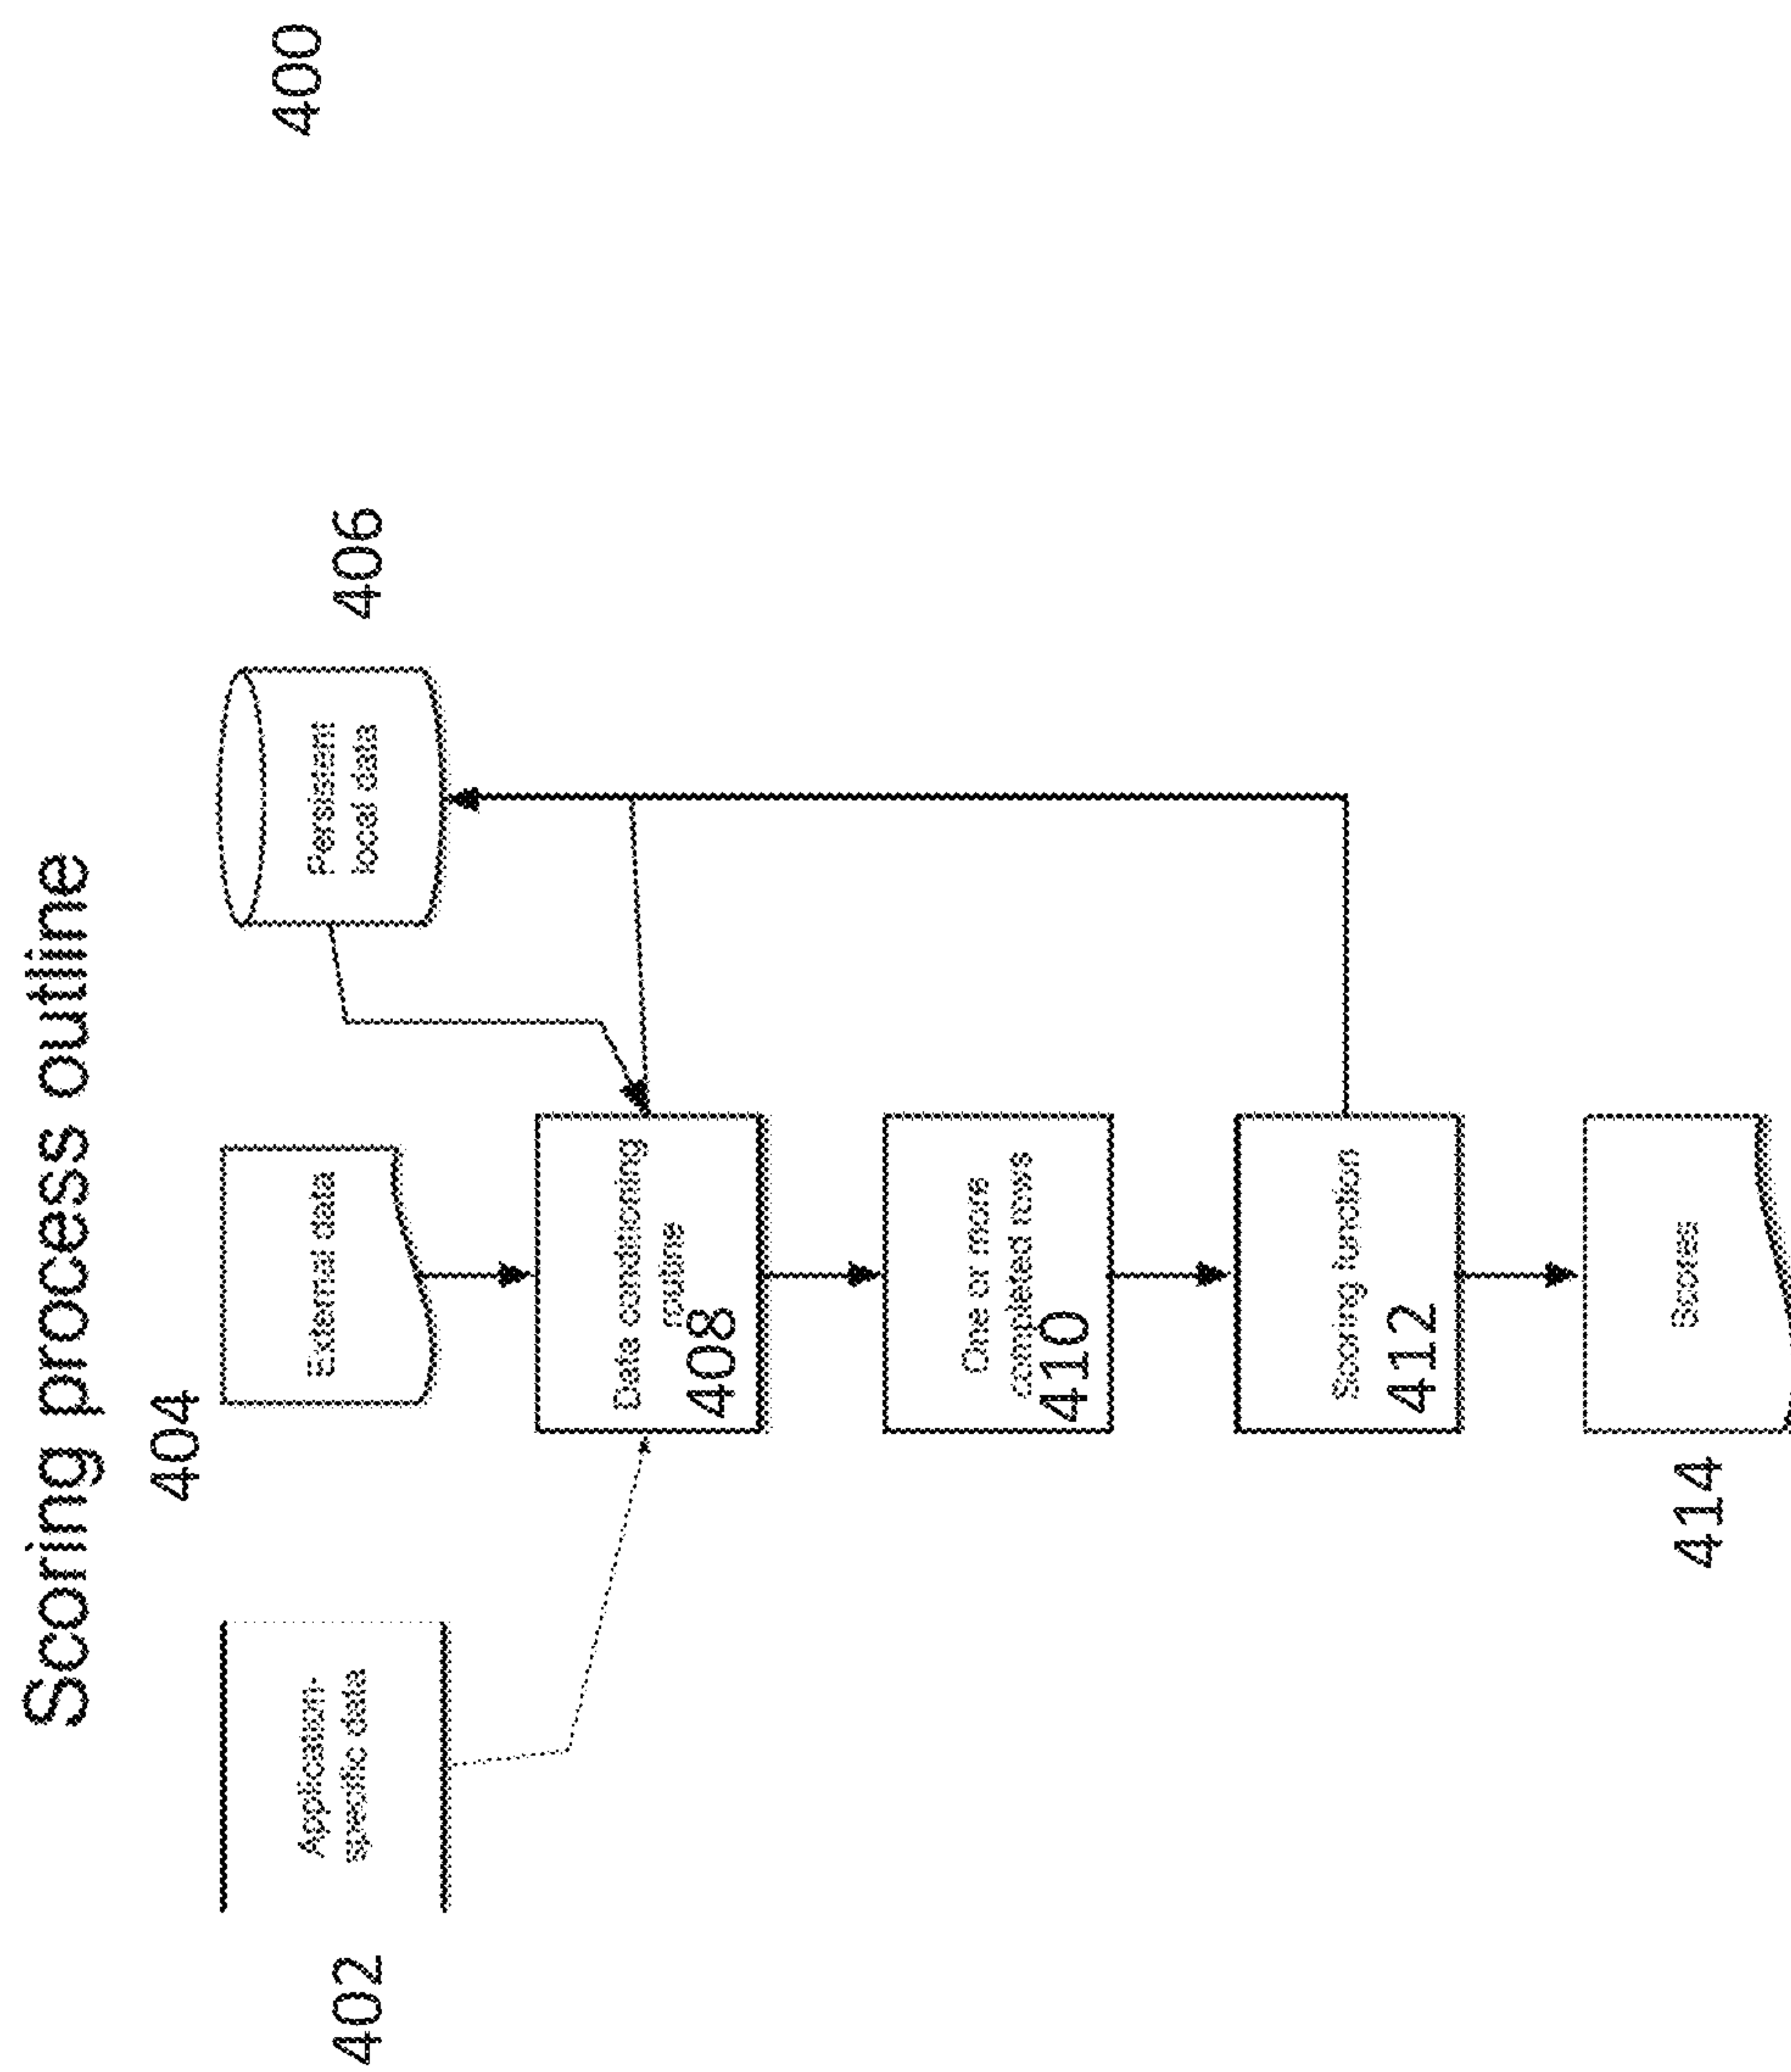 Scoring process outline
400
404
402
Application-
specific data
External data
Persistent
local data
406
Data conditioning
routine
408
One or more
completed rows
410
Scoring function
412
414
Scores